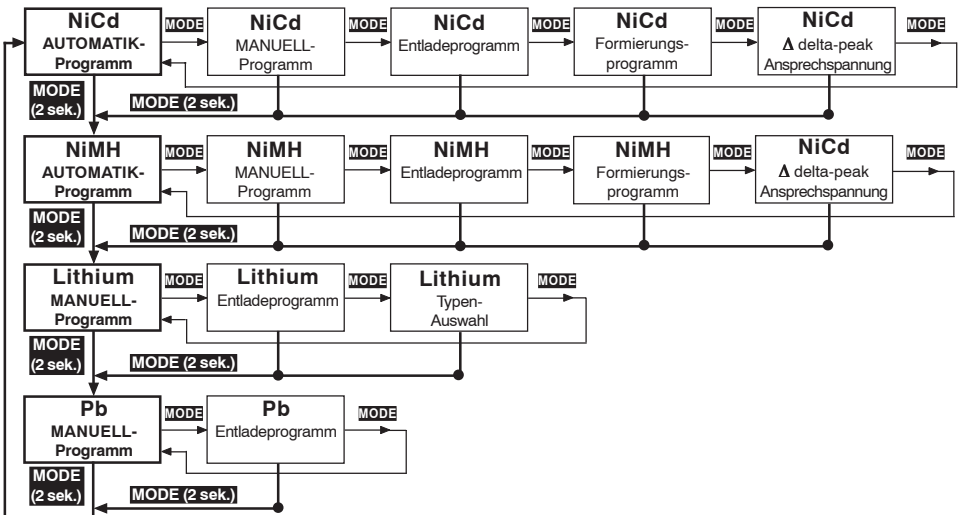 NiCd
AUTOMATIK-
Programm
MODE
NiCd
MANUELL-
Programm
MODE
NiCd
Entladeprogramm
MODE
NiCd
Formierungs-
programm
MODE
NiCd
Δ delta-peak
Ansprechspannung
MODE
MODE
(2 sek.)
MODE (2 sek.)
NiMH
AUTOMATIK-
Programm
MODE
NiMH
MANUELL-
Programm
MODE
NiMH
Entladeprogramm
MODE
NiMH
Formierungs-
programm
MODE
NiCd
Δ delta-peak
Ansprechspannung
MODE
MODE
(2 sek.)
MODE (2 sek.)
Lithium
MANUELL-
Programm
MODE
Lithium
Entladeprogramm
MODE
Lithium
Typen-
Auswahl
MODE
MODE
(2 sek.)
MODE (2 sek.)
Pb
MANUELL-
Programm
MODE
Pb
Entladeprogramm
MODE
MODE
(2 sek.)
MODE (2 sek.)